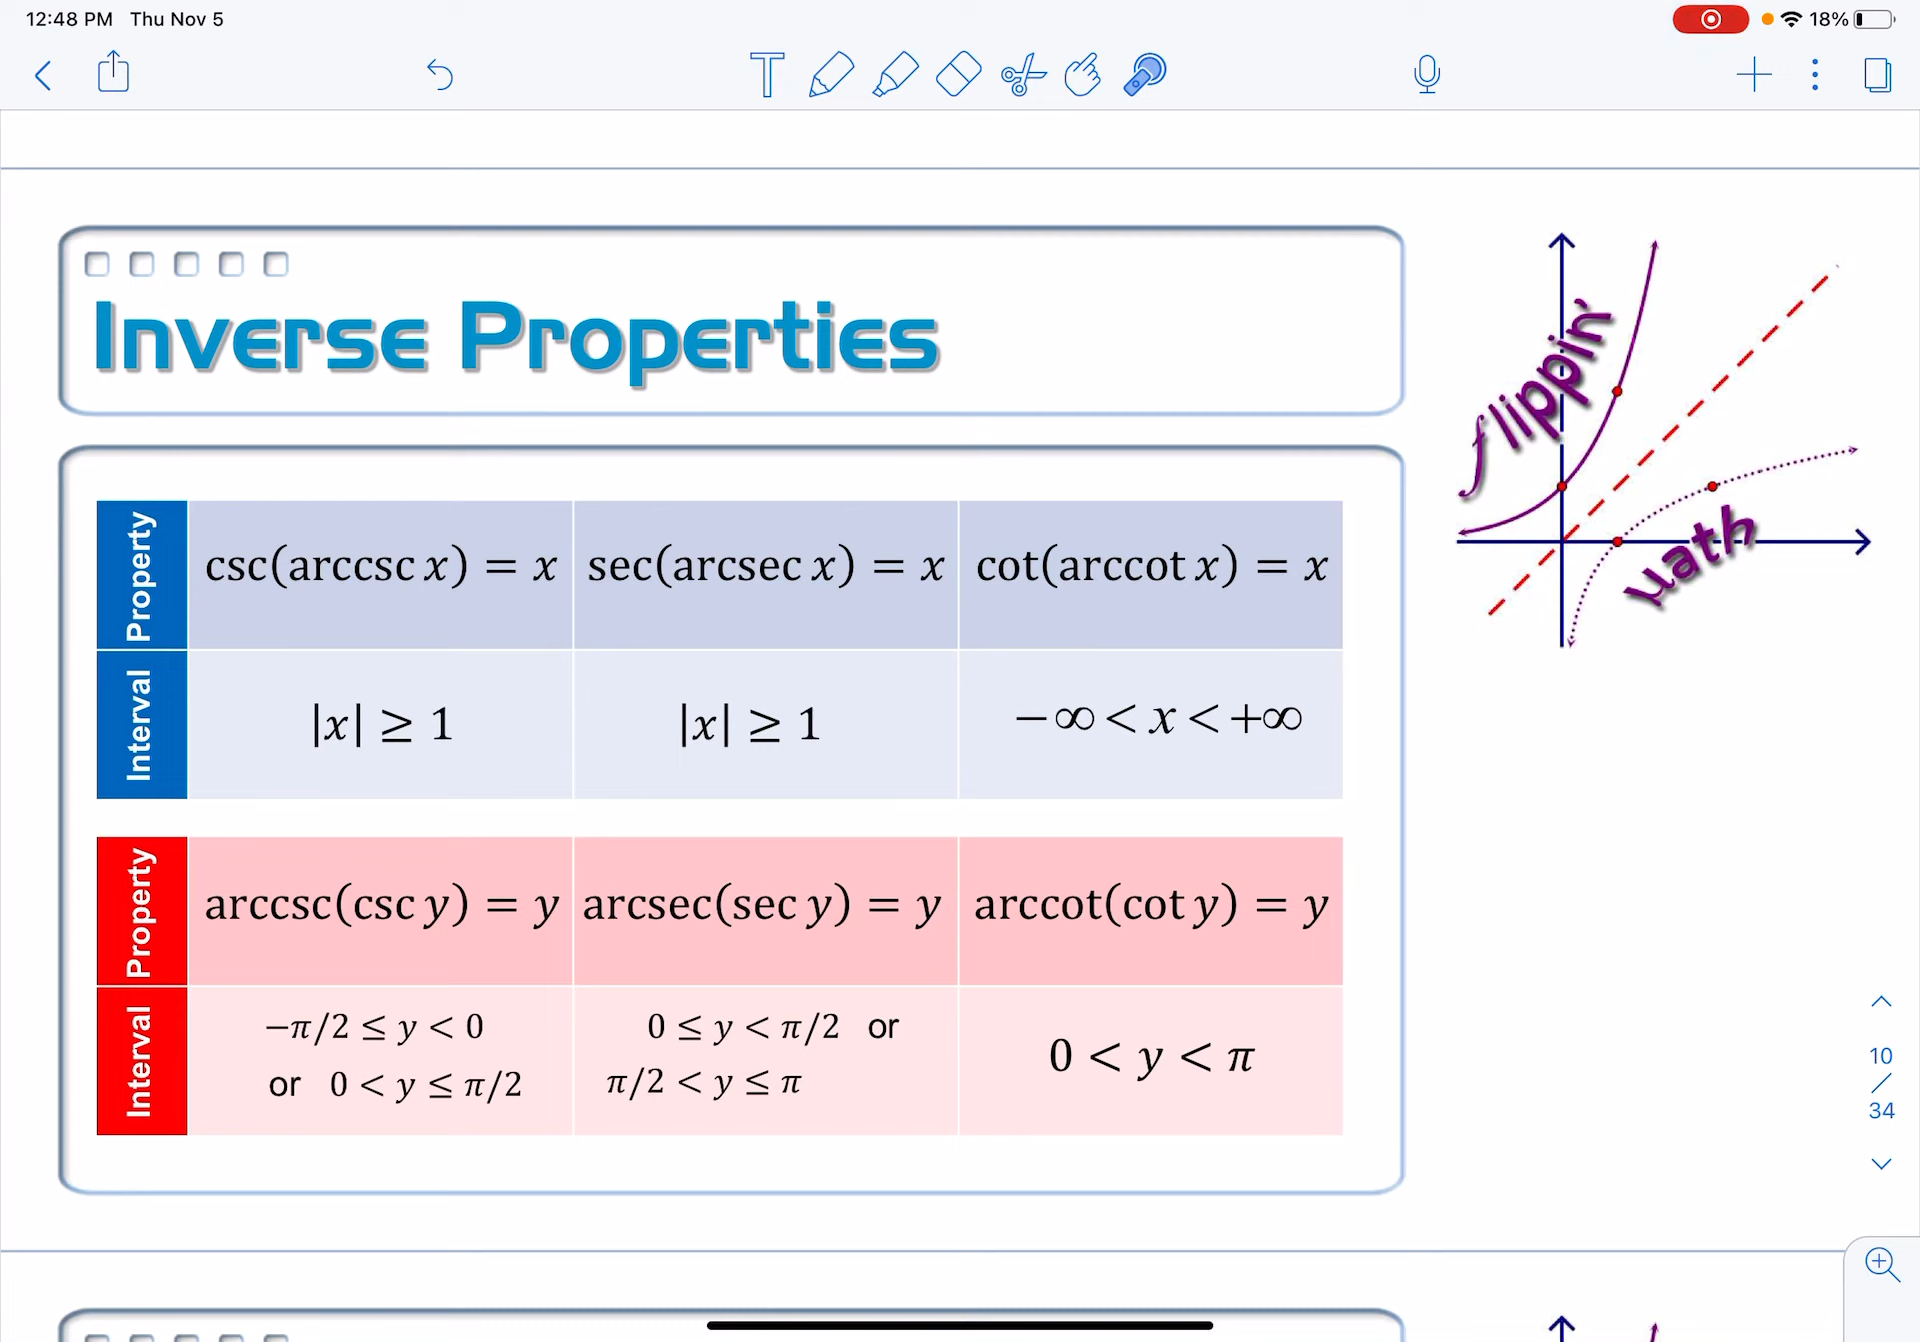 12:48 PM Thu Nov 5
18%
Inverse Properties
flippin'
math
Property
csc(arccsc x) = x
sec(arcsec x) = x
cot(arccot x) = x
Interval
|x| ≥ 1
|x| ≥ 1
−∞ < x < +∞
Property
arccsc(csc y) = y
arcsec(sec y) = y
arccot(cot y) = y
Interval
−π/2 ≤ y < 0
or 0 < y ≤ π/2
0 ≤ y < π/2 or
π/2 < y ≤ π
0 < y < π
10
/
34